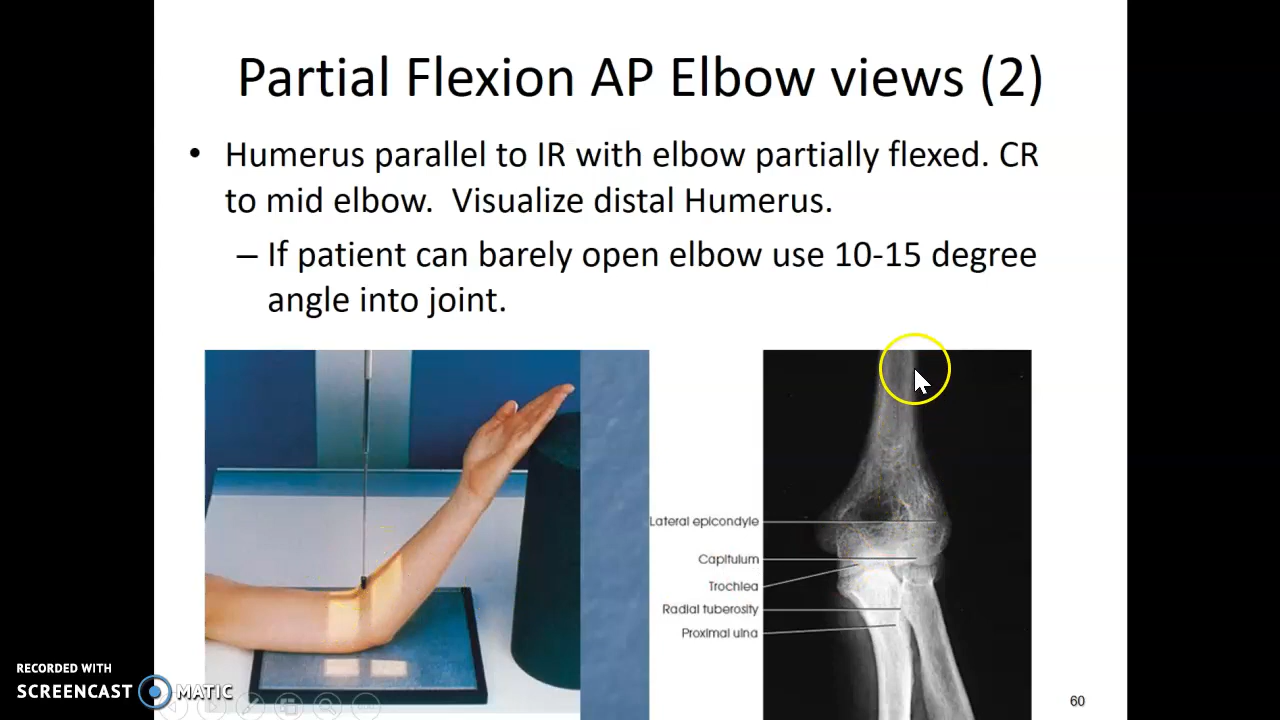 Partial Flexion AP Elbow views (2)
• Humerus parallel to IR with elbow partially flexed. CR
to mid elbow.  Visualize distal Humerus.
– If patient can barely open elbow use 10-15 degree
angle into joint.
Lateral epicondyle
Capitulum
Trochlea
Radial tuberosity
Proximal ulna
RECORDED WITH
SCREENCAST MATIC
60